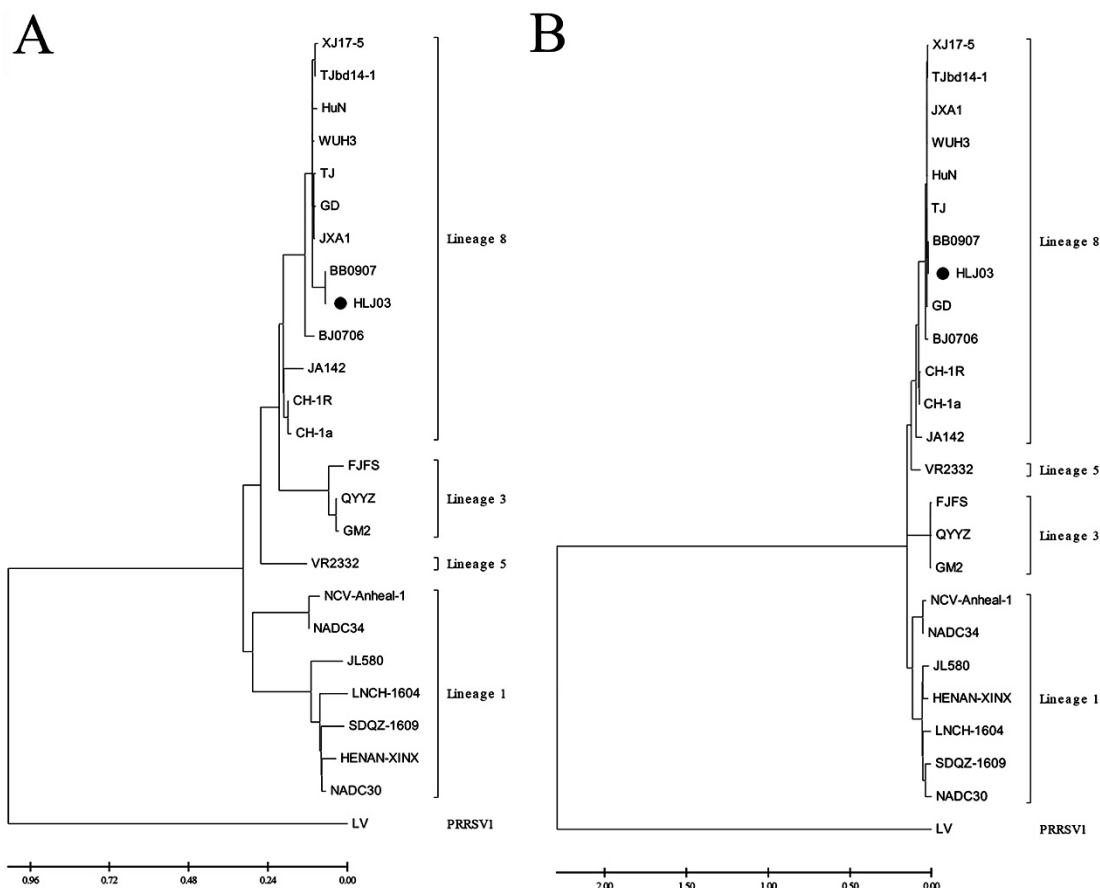 A
XJ17-5
TJbd14-1
HuN
WUH3
TJ
GD
JXA1
BB0907
HLJ03
BJ0706
JA142
CH-1R
CH-1a
Lineage 8
FJFS
QYYZ
GM2
Lineage 3
VR2332
Lineage 5
NCV-Anheal-1
NADC34
JL580
LNCH-1604
SDQZ-1609
HENAN-XINX
NADC30
Lineage 1
LV
PRRSV1
0.96 0.72 0.48 0.24 0.00
B
XJ17-5
TJbd14-1
JXA1
WUH3
HuN
TJ
BB0907
HLJ03
GD
BJ0706
CH-1R
CH-1a
JA142
Lineage 8
VR2332
Lineage 5
FJFS
QYYZ
GM2
Lineage 3
NCV-Anheal-1
NADC34
JL580
HENAN-XINX
LNCH-1604
SDQZ-1609
NADC30
Lineage 1
LV
PRRSV1
2.00 1.50 1.00 0.50 0.00